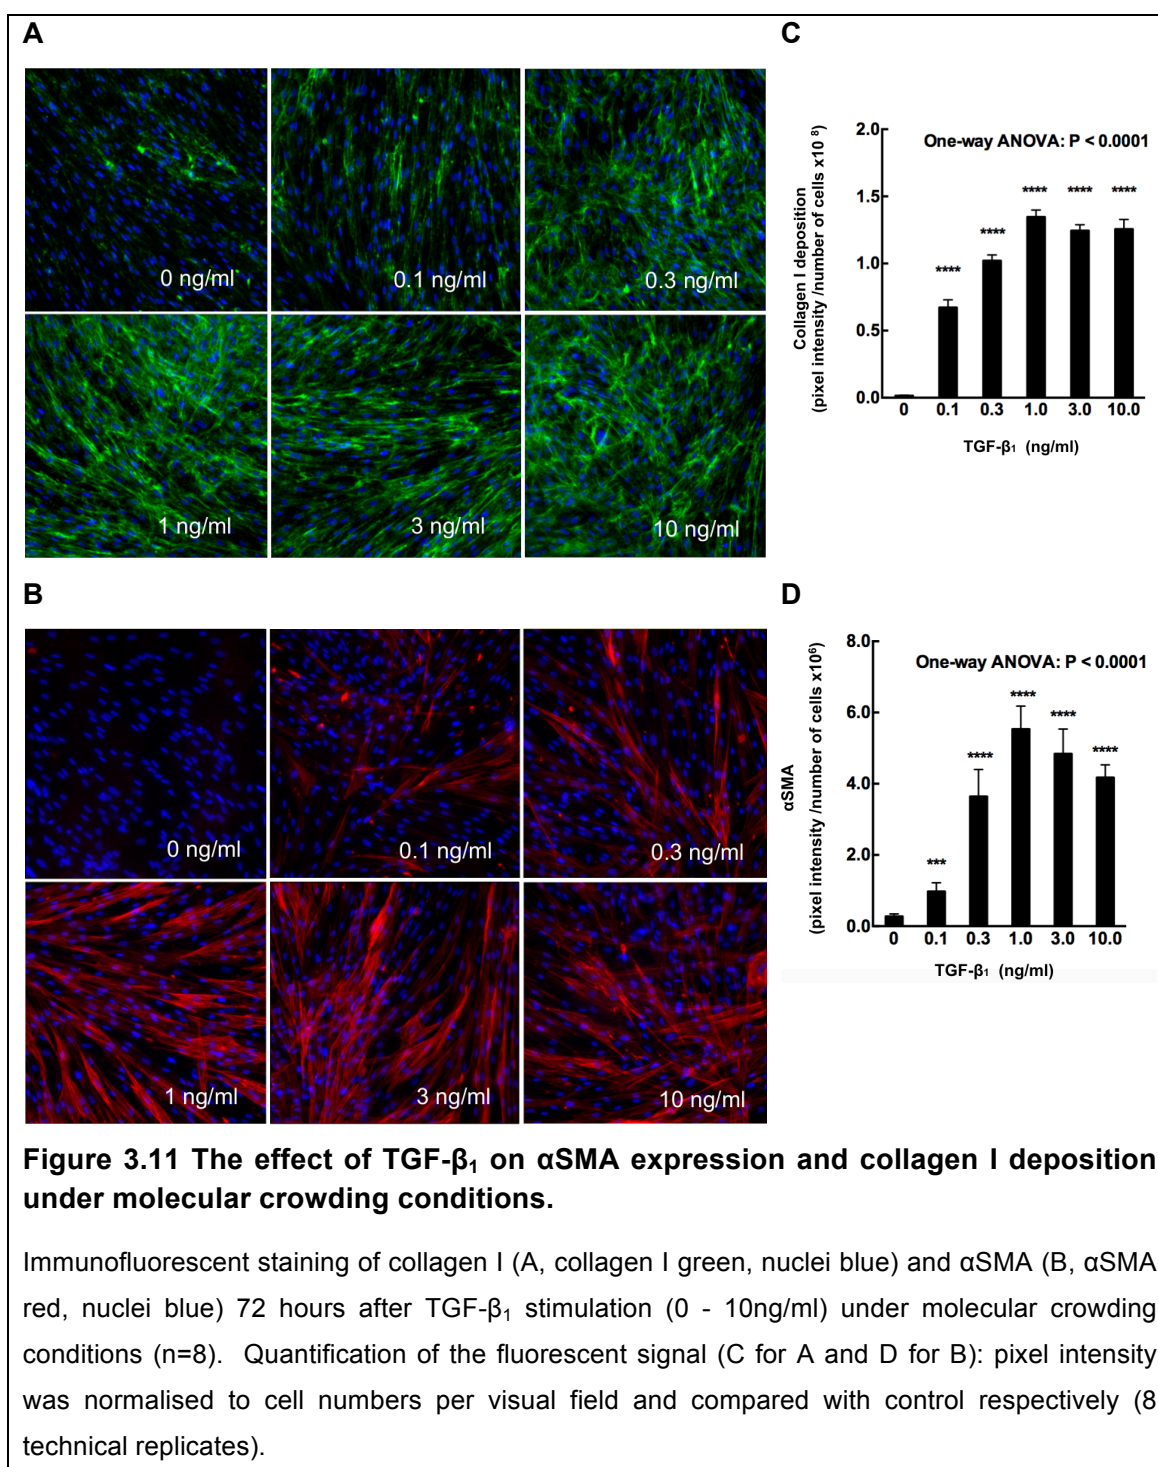 A
0 ng/ml
0.1 ng/ml
0.3 ng/ml
1 ng/ml
3 ng/ml
10 ng/ml
C
Collagen I deposition
(pixel intensity /number of cells x10 ⁸)
2.0
1.5
1.0
0.5
0.0
One-way ANOVA: P < 0.0001
****
****
****
****
****
0 0.1 0.3 1.0 3.0 10.0
TGF-β₁ (ng/ml)
B
0 ng/ml
0.1 ng/ml
0.3 ng/ml
1 ng/ml
3 ng/ml
10 ng/ml
D
αSMA
(pixel intensity /number of cells x10⁶)
8.0
6.0
4.0
2.0
0.0
One-way ANOVA: P < 0.0001
***
****
****
****
****
0 0.1 0.3 1.0 3.0 10.0
TGF-β₁ (ng/ml)
Figure 3.11 The effect of TGF-β₁ on αSMA expression and collagen I deposition
under molecular crowding conditions.
Immunofluorescent staining of collagen I (A, collagen I green, nuclei blue) and αSMA (B, αSMA
red, nuclei blue) 72 hours after TGF-β₁ stimulation (0 - 10ng/ml) under molecular crowding
conditions (n=8). Quantification of the fluorescent signal (C for A and D for B): pixel intensity
was normalised to cell numbers per visual field and compared with control respectively (8
technical replicates).